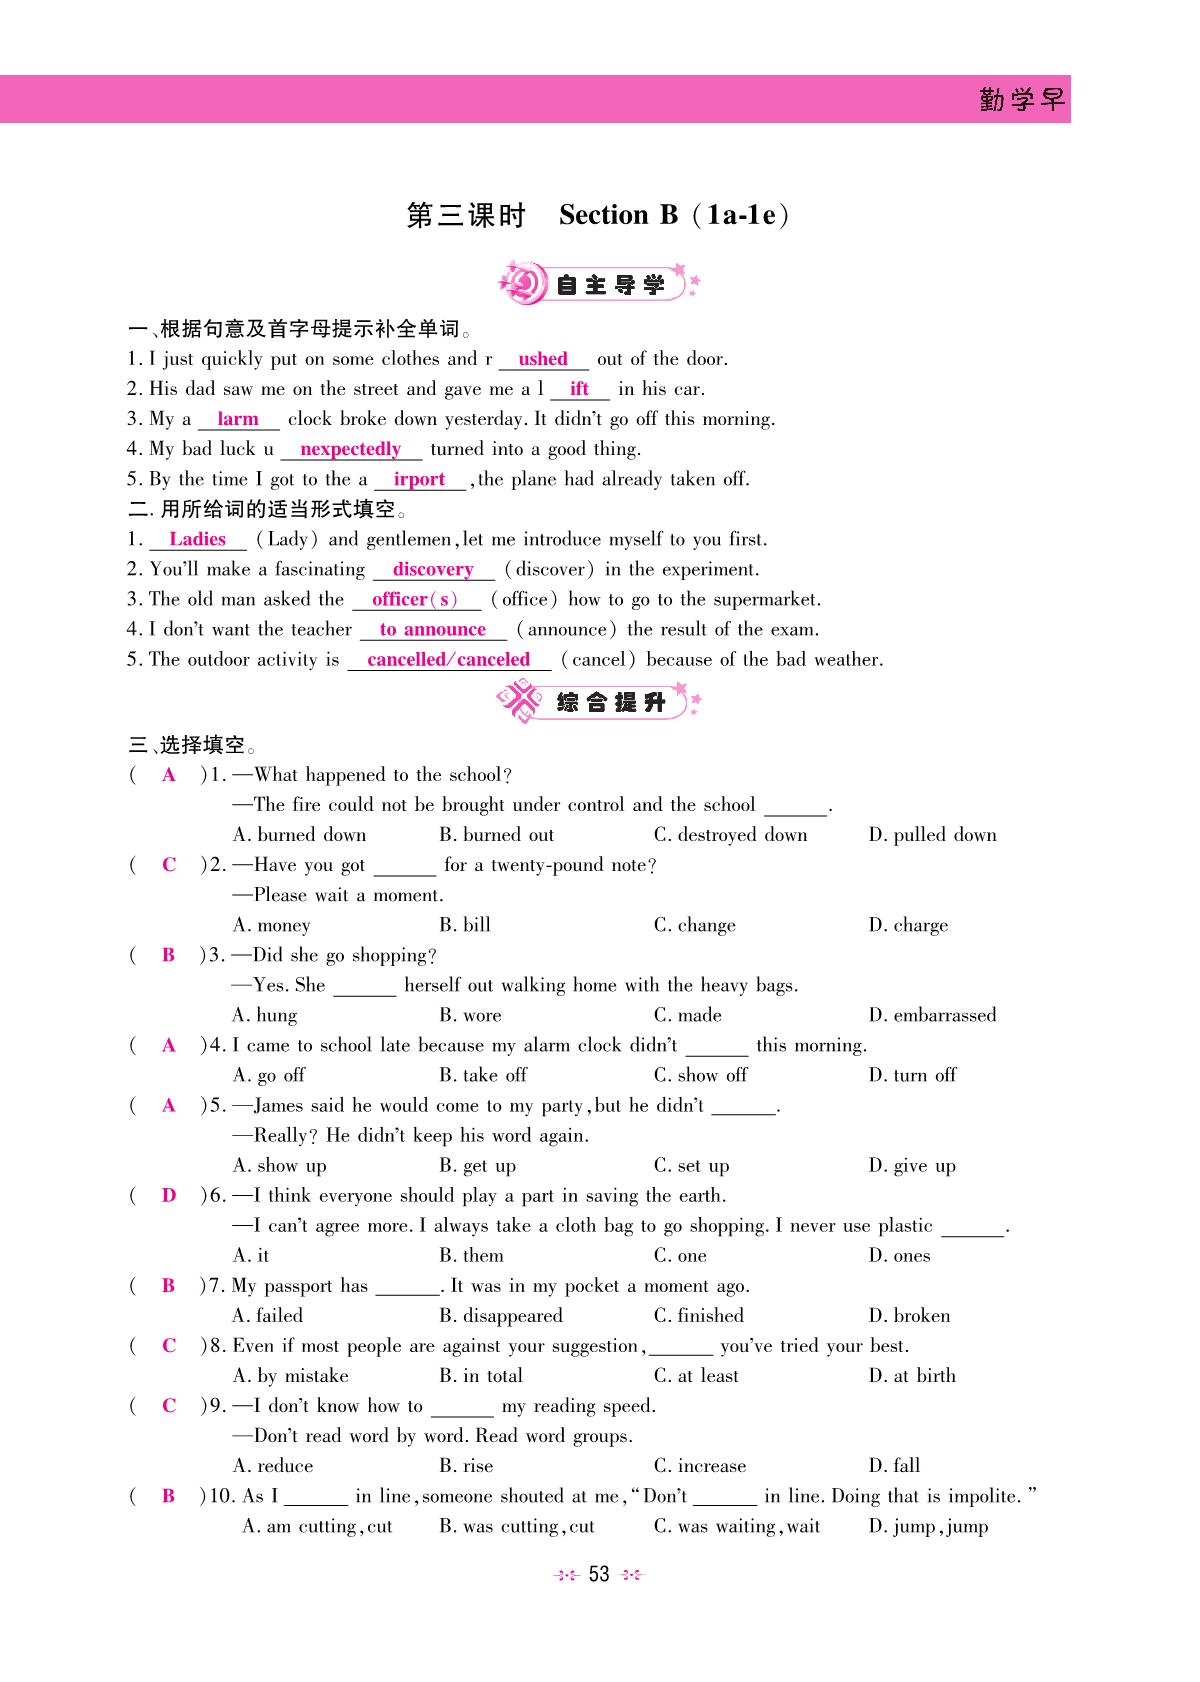 勤学早
第三课时 Section B（1a-1e）
自主导学
一、根据句意及首字母提示补全单词。
1. I just quickly put on some clothes and r ushed out of the door.
2. His dad saw me on the street and gave me a l ift in his car.
3. My a larm clock broke down yesterday. It didn't go off this morning.
4. My bad luck u nexpectedly turned into a good thing.
5. By the time I got to the a irport ,the plane had already taken off.
二. 用所给词的适当形式填空。
1. Ladies （Lady）and gentlemen,let me introduce myself to you first.
2. You'll make a fascinating discovery （discover）in the experiment.
3. The old man asked the officer(s) （office）how to go to the supermarket.
4. I don't want the teacher to announce （announce）the result of the exam.
5. The outdoor activity is cancelled/canceled （cancel）because of the bad weather.
综合提升
三、选择填空。
( A )1. —What happened to the school?
—The fire could not be brought under control and the school ______.
A. burned down B. burned out C. destroyed down D. pulled down
( C )2. —Have you got ______ for a twenty-pound note?
—Please wait a moment.
A. money B. bill C. change D. charge
( B )3. —Did she go shopping?
—Yes. She ______ herself out walking home with the heavy bags.
A. hung B. wore C. made D. embarrassed
( A )4. I came to school late because my alarm clock didn't ______ this morning.
A. go off B. take off C. show off D. turn off
( A )5. —James said he would come to my party,but he didn't ______.
—Really? He didn't keep his word again.
A. show up B. get up C. set up D. give up
( D )6. —I think everyone should play a part in saving the earth.
—I can't agree more. I always take a cloth bag to go shopping. I never use plastic ______.
A. it B. them C. one D. ones
( B )7. My passport has ______. It was in my pocket a moment ago.
A. failed B. disappeared C. finished D. broken
( C )8. Even if most people are against your suggestion,______ you've tried your best.
A. by mistake B. in total C. at least D. at birth
( C )9. —I don't know how to ______ my reading speed.
—Don't read word by word. Read word groups.
A. reduce B. rise C. increase D. fall
( B )10. As I ______ in line,someone shouted at me,“Don't ______ in line. Doing that is impolite.”
A. am cutting,cut B. was cutting,cut C. was waiting,wait D. jump,jump
53